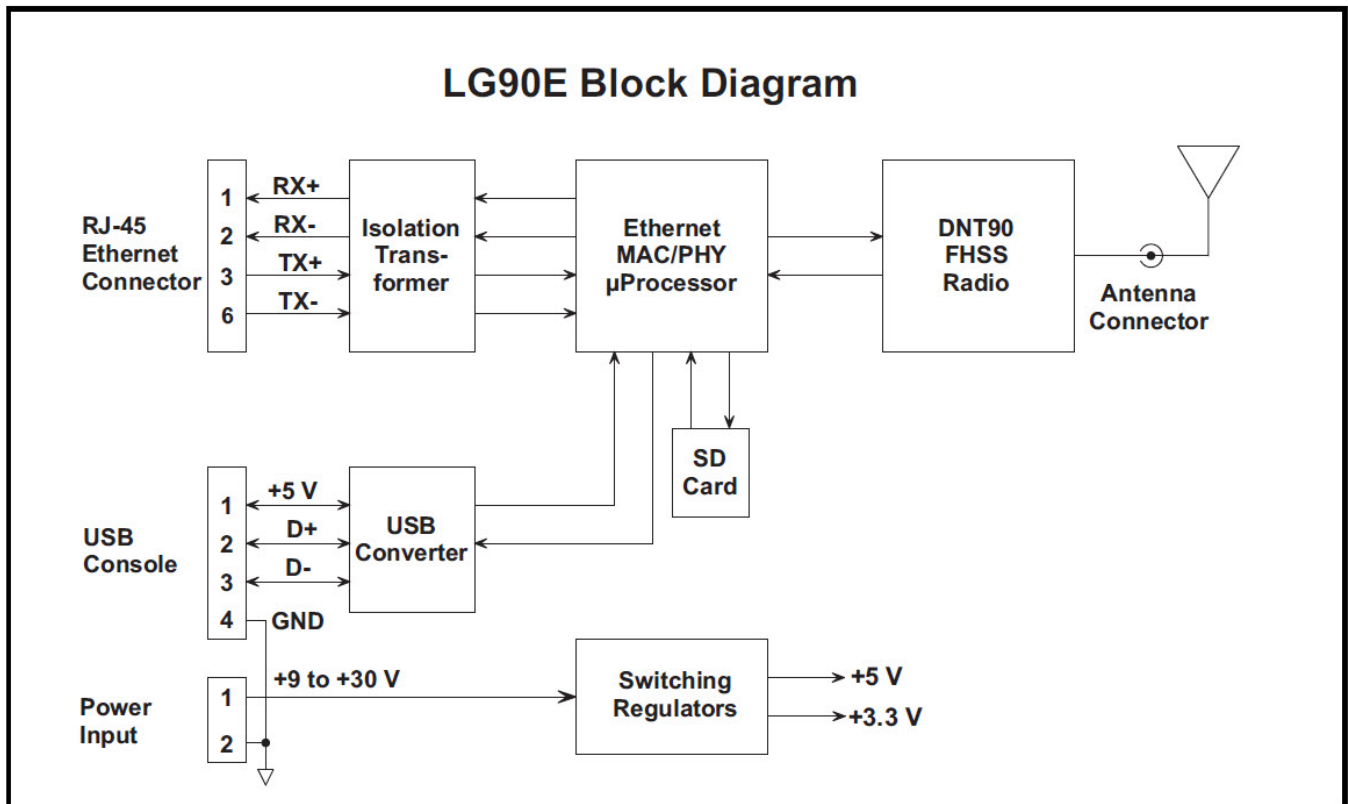 LG90E Block Diagram
RJ-45
Ethernet
Connector
1
2
3
6
RX+
RX-
TX+
TX-
Isolation
Trans-
former
Ethernet
MAC/PHY
µProcessor
DNT90
FHSS
Radio
Antenna
Connector
SD
Card
USB
Console
1
2
3
4
+5 V
D+
D-
GND
USB
Converter
Power
Input
1
2
+9 to +30 V
Switching
Regulators
+5 V
+3.3 V